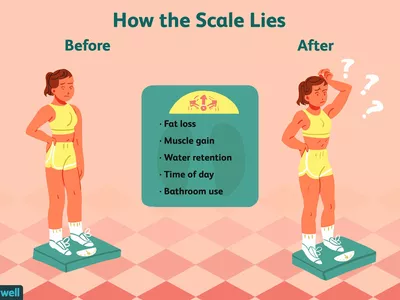 How the Scale Lies
Before
After
? ? ?
· Fat loss
· Muscle gain
· Water retention
· Time of day
· Bathroom use
well